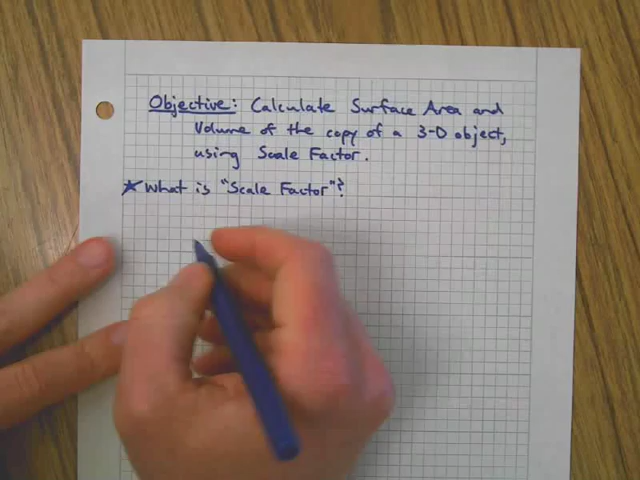 Objective: Calculate Surface Area and
Volume of the copy of a 3-D object,
using Scale Factor.
★ What is "Scale Factor"?